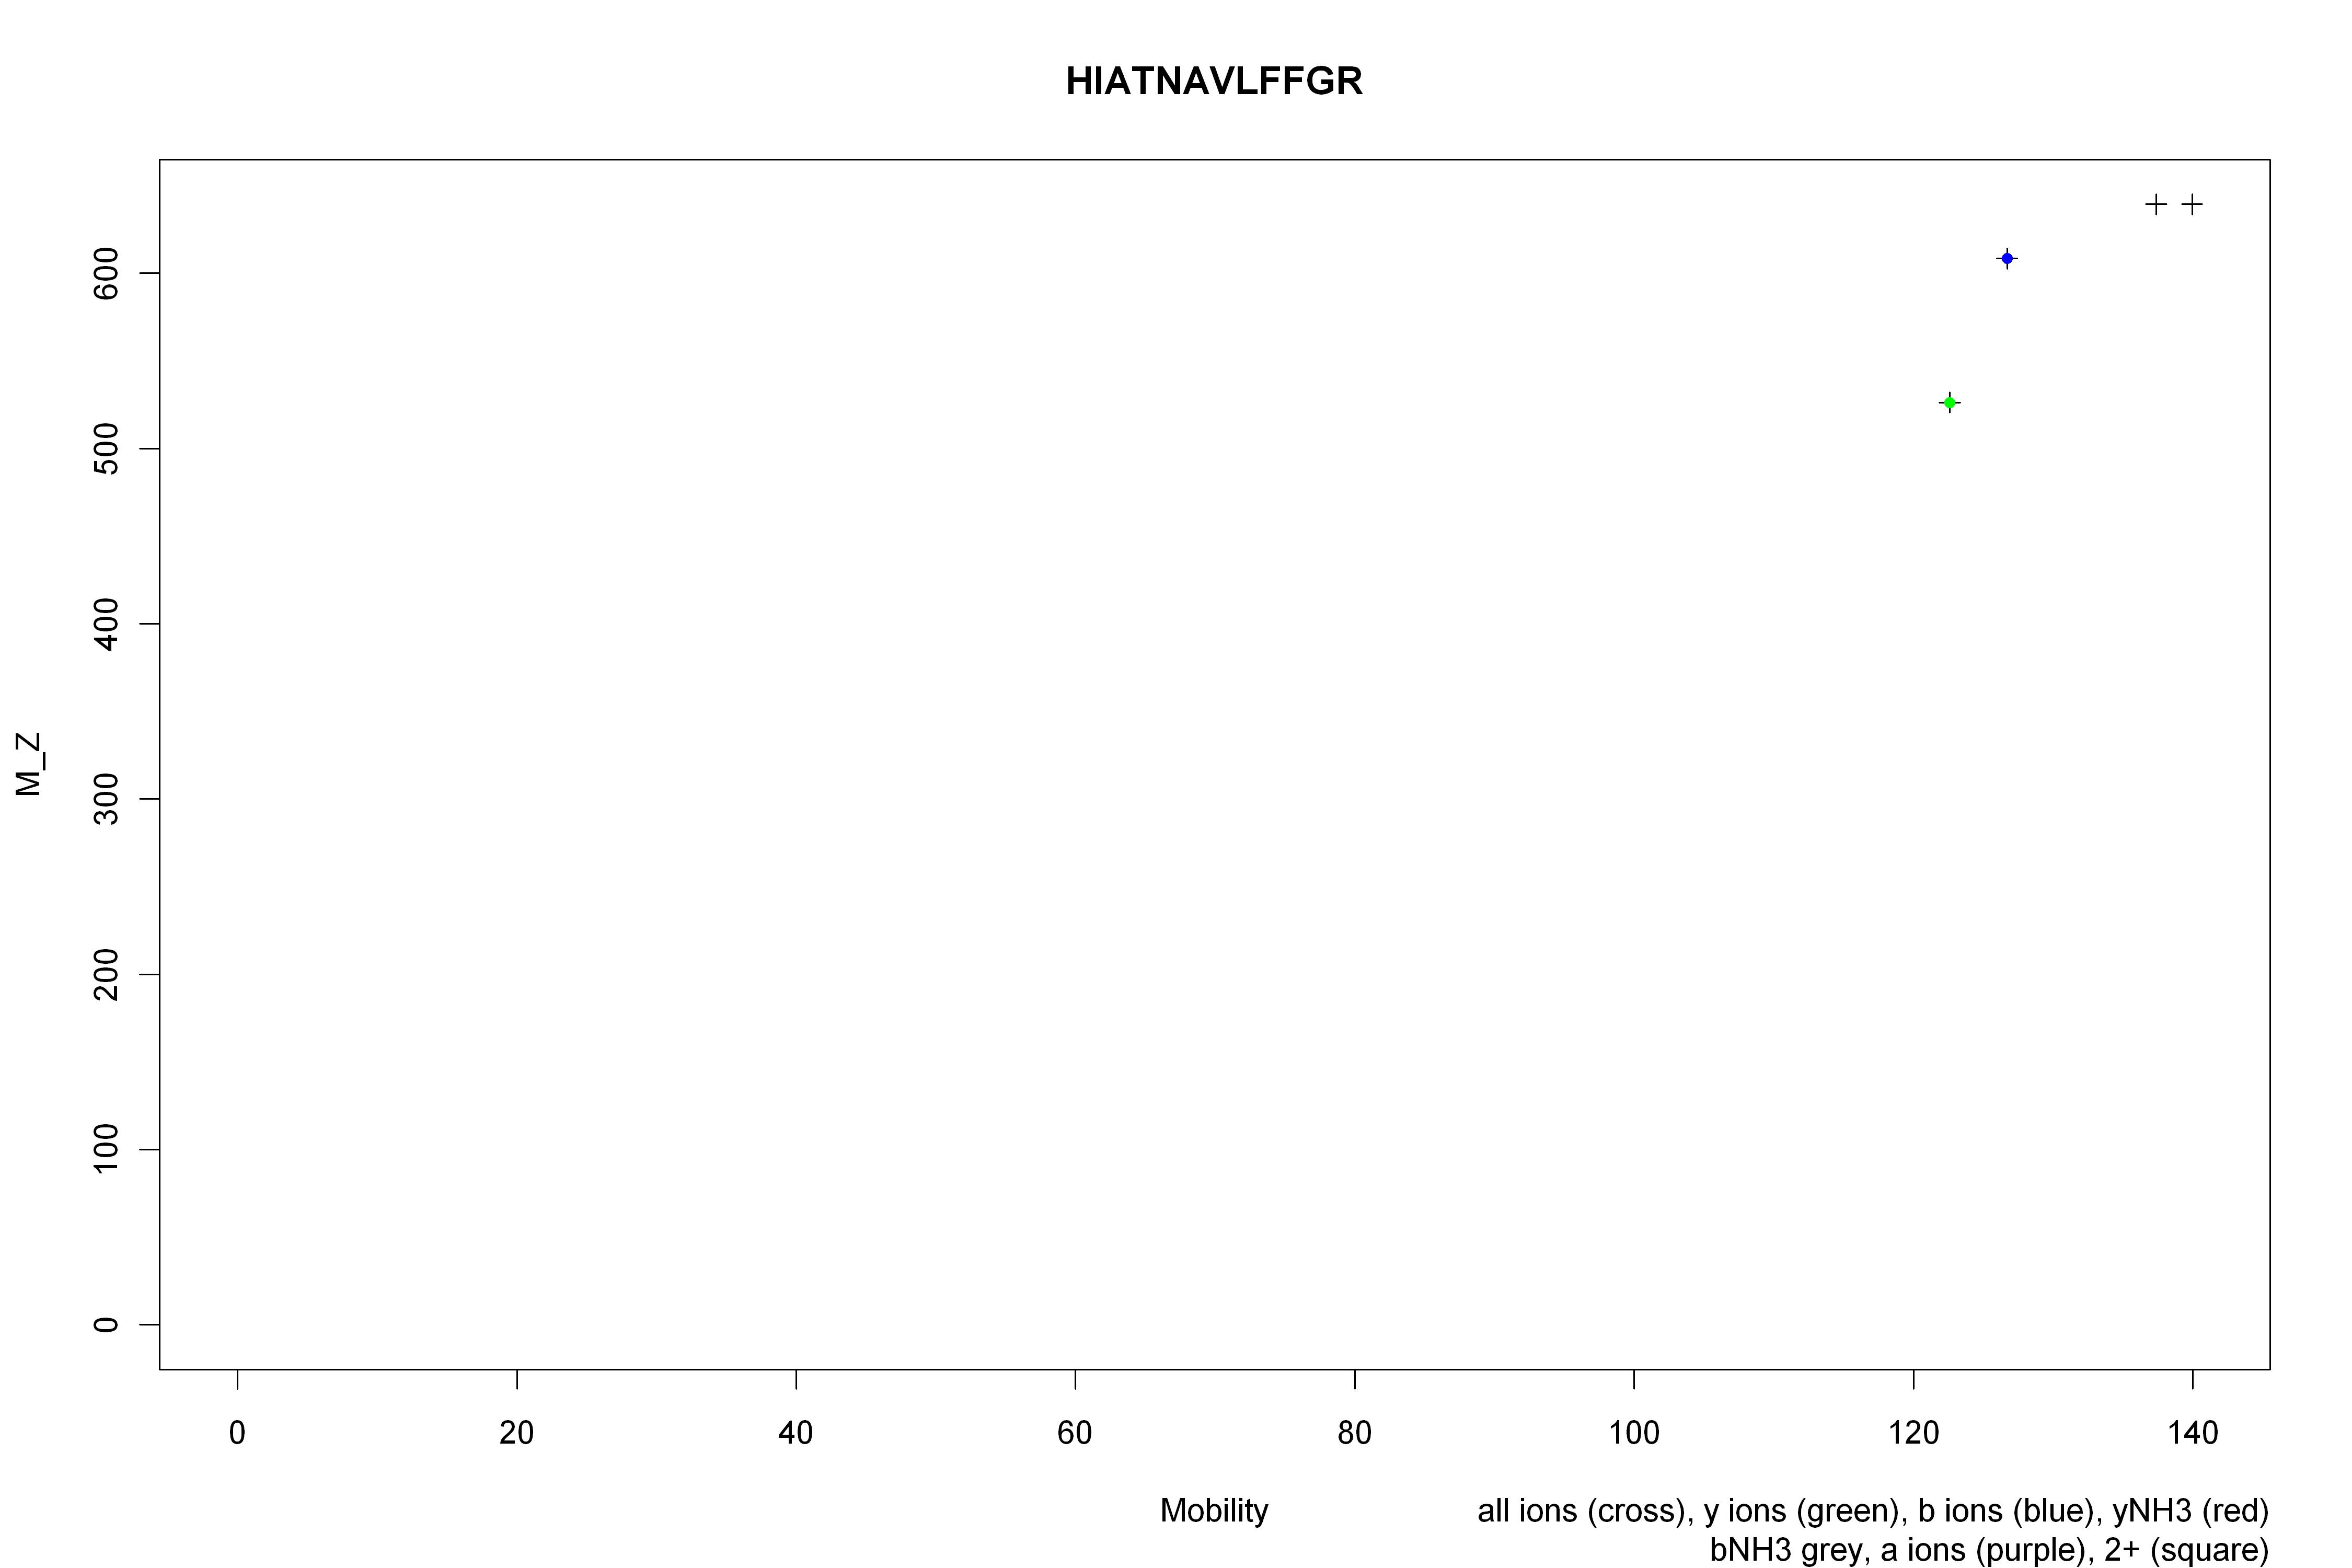 HIATNAVLFFGR
600
500
400
300
200
100
0
M_Z
0 20 40 60 80 100 120 140
Mobility
all ions (cross), y ions (green), b ions (blue), yNH3 (red)
bNH3 grey, a ions (purple), 2+ (square)